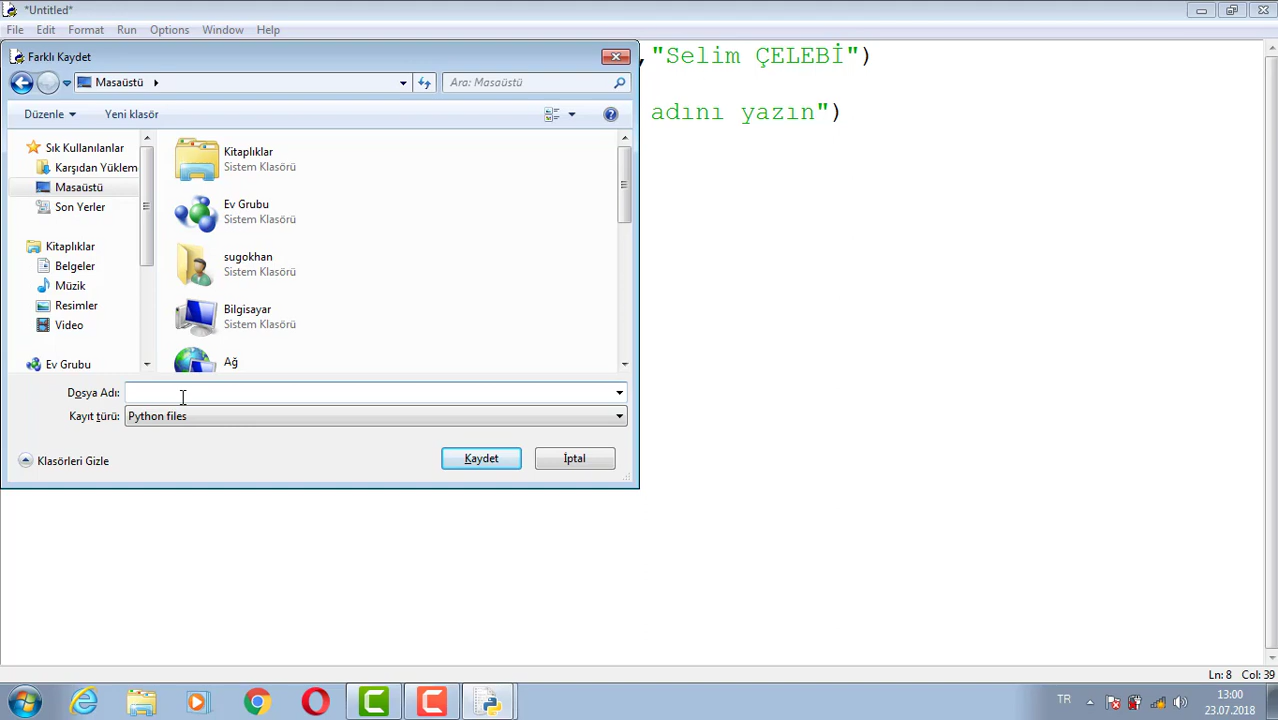 *Untitled*
File Edit Format Run Options Window Help
Farklı Kaydet
,"Selim ÇELEBİ")
Masaüstü
Ara: Masaüstü
Düzenle Yeni klasör
adını yazın")
Sık Kullanılanlar
Karşıdan Yüklem
Masaüstü
Son Yerler
Kitaplıklar
Belgeler
Müzik
Resimler
Video
Ev Grubu
Kitaplıklar
Sistem Klasörü
Ev Grubu
Sistem Klasörü
sugokhan
Sistem Klasörü
Bilgisayar
Sistem Klasörü
Ağ
Dosya Adı:
Kayıt türü: Python files
Klasörleri Gizle
Kaydet İptal
Ln: 8 Col: 39
TR
13:00
23.07.2018